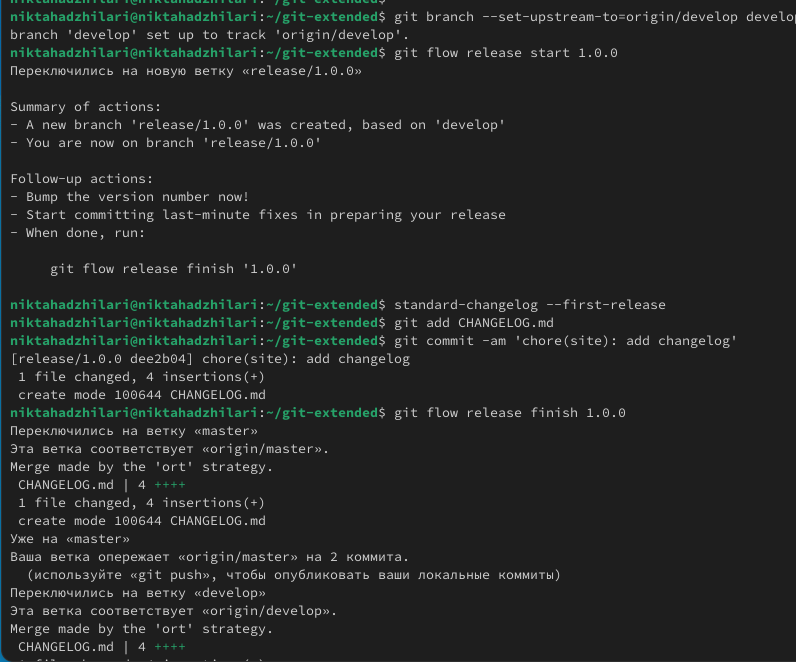 niktahadzhilari@niktahadzhilari:~/git-extended$
niktahadzhilari@niktahadzhilari:~/git-extended$ git branch --set-upstream-to=origin/develop develop
branch 'develop' set up to track 'origin/develop'.
niktahadzhilari@niktahadzhilari:~/git-extended$ git flow release start 1.0.0
Переключились на новую ветку «release/1.0.0»
Summary of actions:
- A new branch 'release/1.0.0' was created, based on 'develop'
- You are now on branch 'release/1.0.0'
Follow-up actions:
- Bump the version number now!
- Start committing last-minute fixes in preparing your release
- When done, run:
git flow release finish '1.0.0'
niktahadzhilari@niktahadzhilari:~/git-extended$ standard-changelog --first-release
niktahadzhilari@niktahadzhilari:~/git-extended$ git add CHANGELOG.md
niktahadzhilari@niktahadzhilari:~/git-extended$ git commit -am 'chore(site): add changelog'
[release/1.0.0 dee2b04] chore(site): add changelog
1 file changed, 4 insertions(+)
create mode 100644 CHANGELOG.md
niktahadzhilari@niktahadzhilari:~/git-extended$ git flow release finish 1.0.0
Переключились на ветку «master»
Эта ветка соответствует «origin/master».
Merge made by the 'ort' strategy.
CHANGELOG.md | 4 ++++
1 file changed, 4 insertions(+)
create mode 100644 CHANGELOG.md
Уже на «master»
Ваша ветка опережает «origin/master» на 2 коммита.
(используйте «git push», чтобы опубликовать ваши локальные коммиты)
Переключились на ветку «develop»
Эта ветка соответствует «origin/develop».
Merge made by the 'ort' strategy.
CHANGELOG.md | 4 ++++